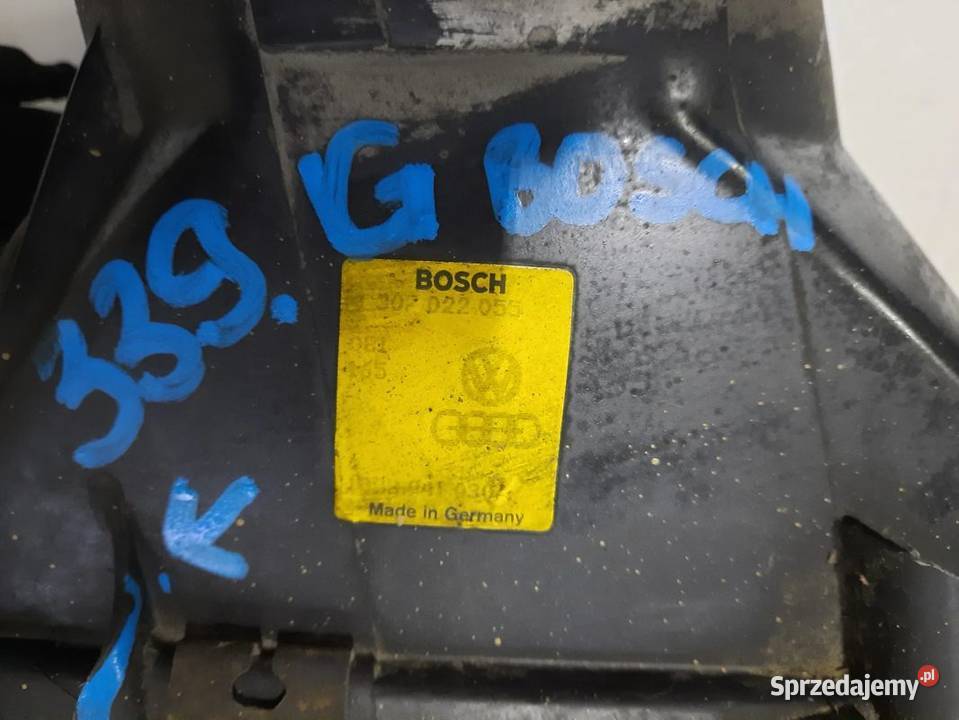 339. G BOSCH
K
BOSCH
022 055
Made in Germany
Sprzedajemy.pl